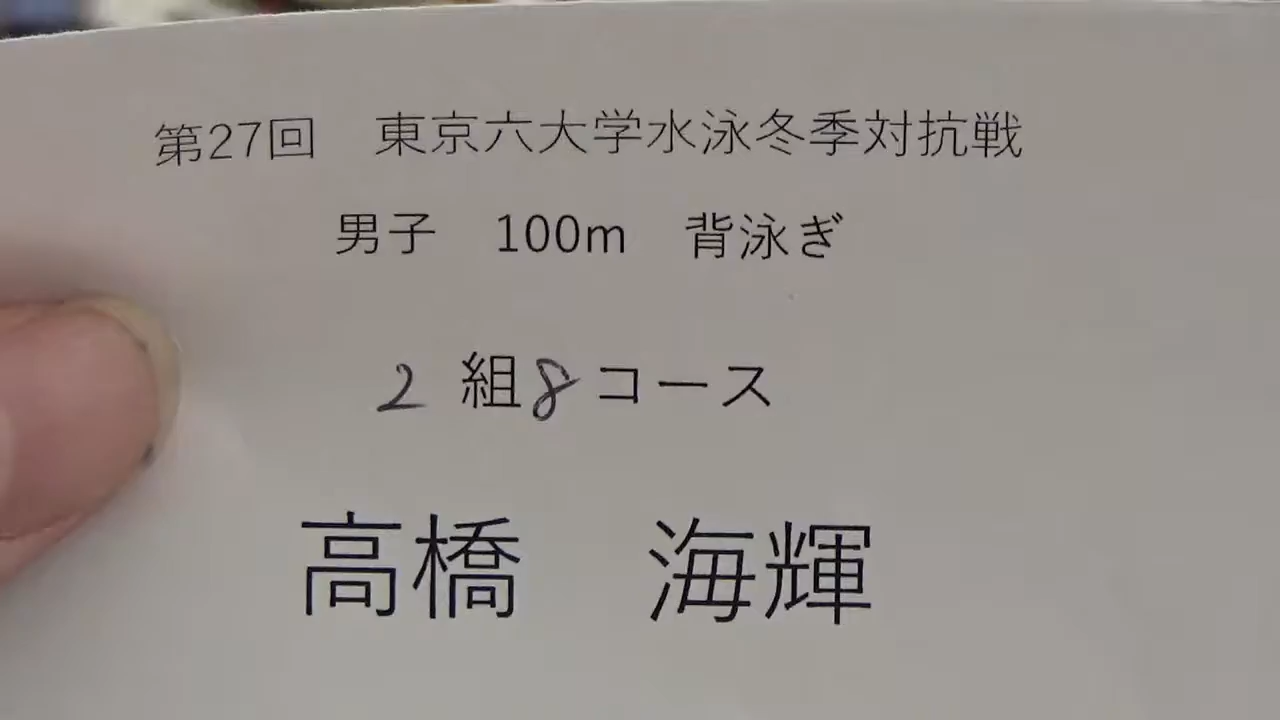 第27回　東京六大学水泳冬季対抗戦
男子　100m　背泳ぎ
2 組 8 コース
高橋　海輝